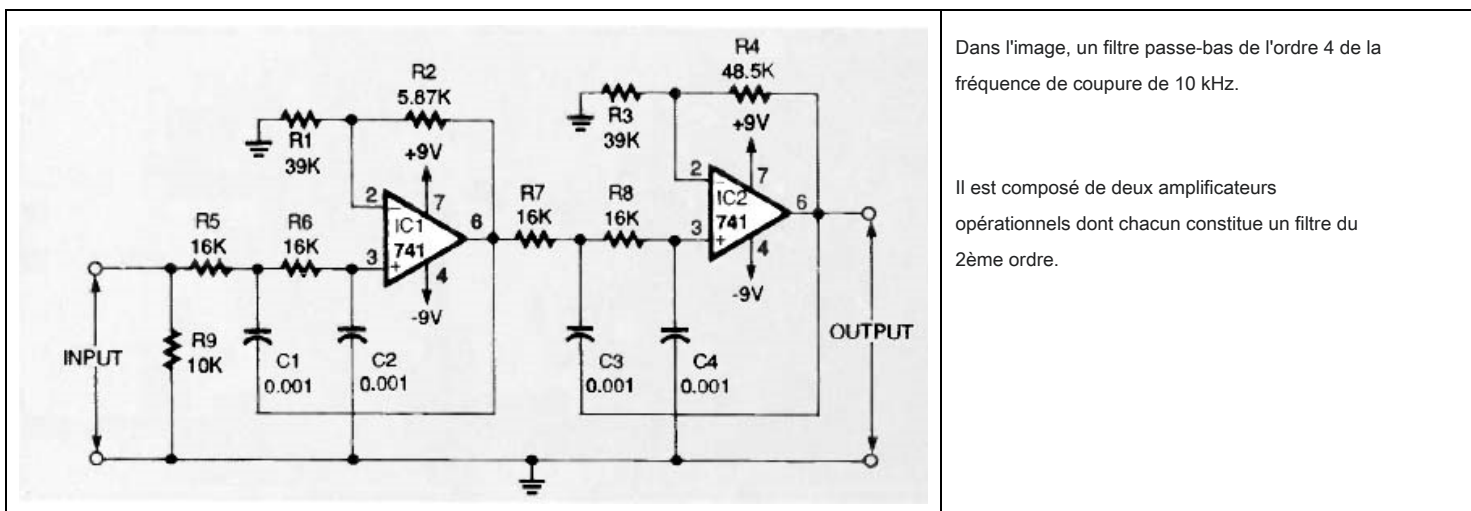 R2
5.87K
R1
39K
+9V
2
7
IC1
741
6
3
4
-9V
R5
16K
R6
16K
R9
10K
INPUT
C1
0.001
C2
0.001
R4
48.5K
R3
39K
+9V
2
7
IC2
741
6
3
4
-9V
R7
16K
R8
16K
C3
0.001
C4
0.001
OUTPUT
Dans l'image, un filtre passe-bas de l'ordre 4 de la
fréquence de coupure de 10 kHz.
Il est composé de deux amplificateurs
opérationnels dont chacun constitue un filtre du
2ème ordre.